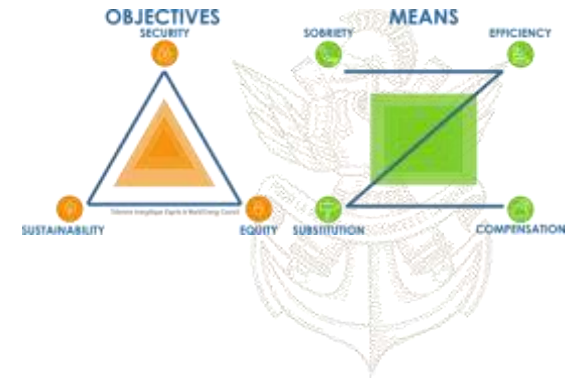 OBJECTIVES
SECURITY
SUSTAINABILITY
EQUITY
MEANS
SOBRIETY
EFFICIENCY
SUBSTITUTION
COMPENSATION